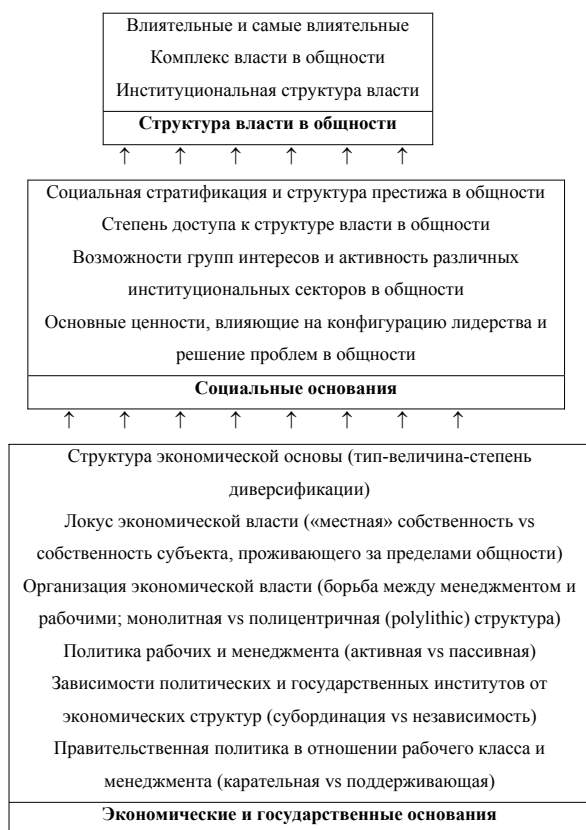 Влиятельные и самые влиятельные
Комплекс власти в общности
Институциональная структура власти
Структура власти в общности
↑ ↑ ↑ ↑ ↑ ↑
Социальная стратификация и структура престижа в общности
Степень доступа к структуре власти в общности
Возможности групп интересов и активность различных
институциональных секторов в общности
Основные ценности, влияющие на конфигурацию лидерства и
решение проблем в общности
Социальные основания
↑ ↑ ↑ ↑ ↑ ↑ ↑ ↑
Структура экономической основы (тип-величина-степень
диверсификации)
Локус экономической власти («местная» собственность vs
собственность субъекта, проживающего за пределами общности)
Организация экономической власти (борьба между менеджментом и
рабочими; монолитная vs полицентричная (polylithic) структура)
Политика рабочих и менеджмента (активная vs пассивная)
Зависимости политических и государственных институтов от
экономических структур (субординация vs независимость)
Правительственная политика в отношении рабочего класса и
менеджмента (карательная vs поддерживающая)
Экономические и государственные основания